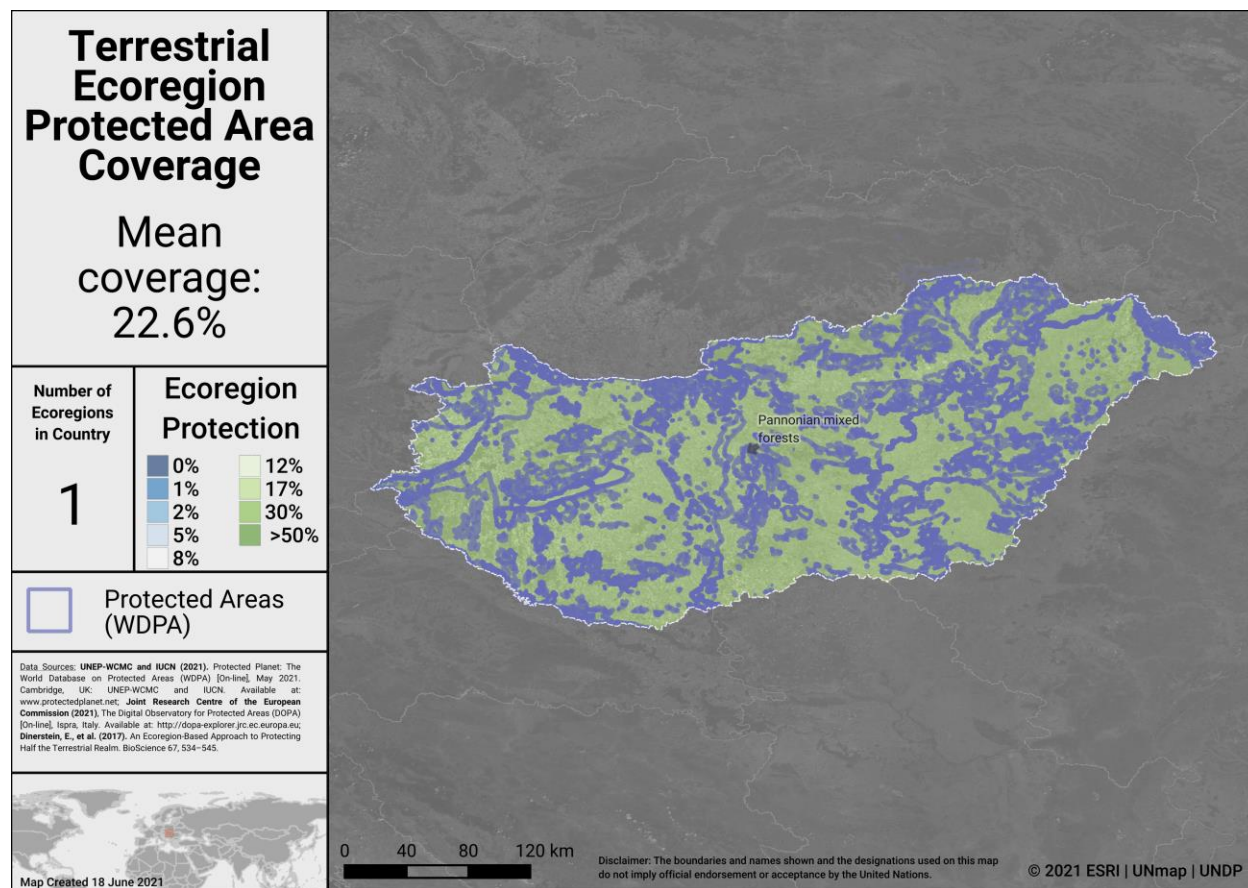 Terrestrial
Ecoregion
Protected Area
Coverage
Mean
coverage:
22.6%
Number of
Ecoregions
in Country
1
Ecoregion
Protection
0%
1%
2%
5%
8%
12%
17%
30%
>50%
Protected Areas
(WDPA)
Data Sources: UNEP-WCMC and IUCN (2021). Protected Planet: The
World Database on Protected Areas (WDPA) [On-line], May 2021.
Cambridge, UK: UNEP-WCMC and IUCN. Available at:
www.protectedplanet.net; Joint Research Centre of the European
Commission (2021), The Digital Observatory for Protected Areas (DOPA)
[On-line], Ispra, Italy. Available at: http://dopa-explorer.jrc.ec.europa.eu;
Dinerstein, E., et al. (2017). An Ecoregion-Based Approach to Protecting
Half the Terrestrial Realm. BioScience 67, 534–545.
Map Created 18 June 2021
Pannonian mixed
forests
0 40 80 120 km
Disclaimer: The boundaries and names shown and the designations used on this map
do not imply official endorsement or acceptance by the United Nations.
© 2021 ESRI | UNmap | UNDP